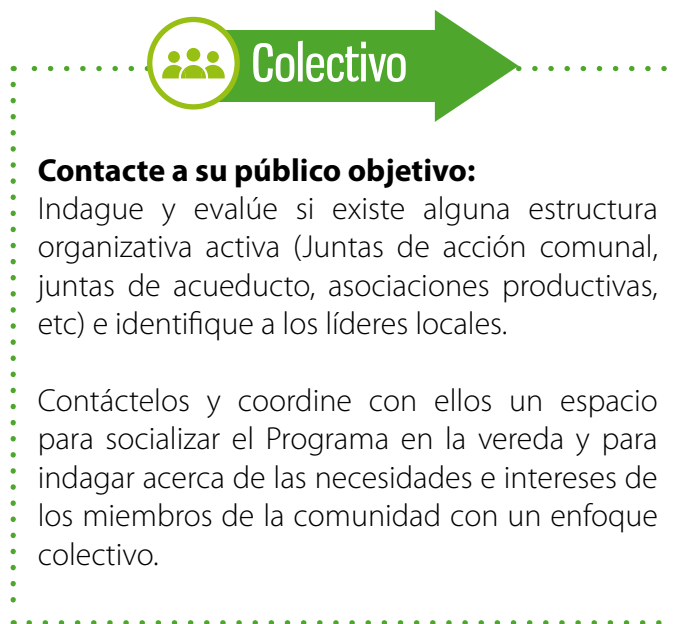 Colectivo
Contacte a su público objetivo:
Indague y evalúe si existe alguna estructura
organizativa activa (Juntas de acción comunal,
juntas de acueducto, asociaciones productivas,
etc) e identifique a los líderes locales.
Contáctelos y coordine con ellos un espacio
para socializar el Programa en la vereda y para
indagar acerca de las necesidades e intereses de
los miembros de la comunidad con un enfoque
colectivo.